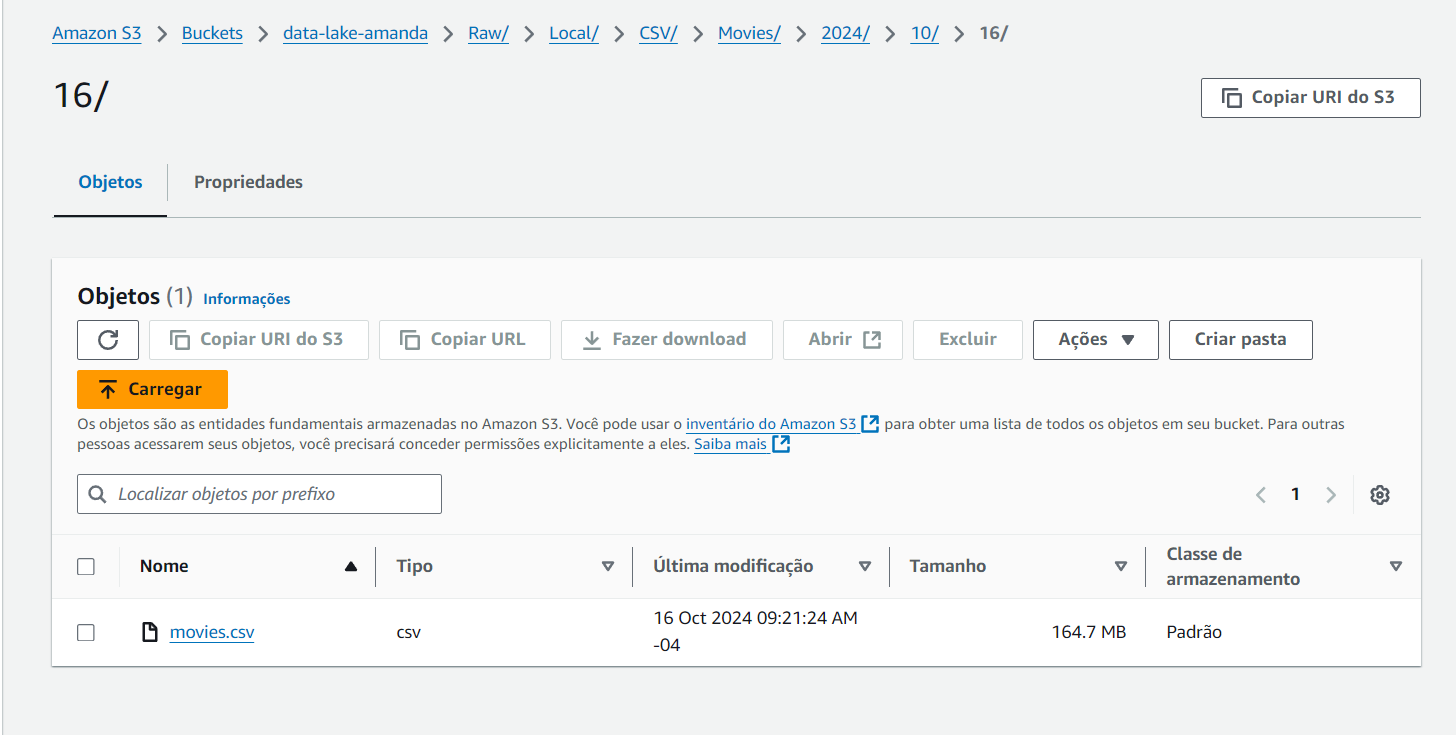 Amazon S3 > Buckets > data-lake-amanda > Raw/ > Local/ > CSV/ > Movies/ > 2024/ > 10/ > 16/
16/
Copiar URI do S3
Objetos Propriedades
Objetos (1) Informações
Copiar URI do S3 Copiar URL Fazer download Abrir Excluir Ações Criar pasta
Carregar
Os objetos são as entidades fundamentais armazenadas no Amazon S3. Você pode usar o inventário do Amazon S3 para obter uma lista de todos os objetos em seu bucket. Para outras
pessoas acessarem seus objetos, você precisará conceder permissões explicitamente a eles. Saiba mais
Localizar objetos por prefixo
< 1 >
Nome Tipo Última modificação Tamanho Classe de
armazenamento
movies.csv csv 16 Oct 2024 09:21:24 AM
-04 164.7 MB Padrão